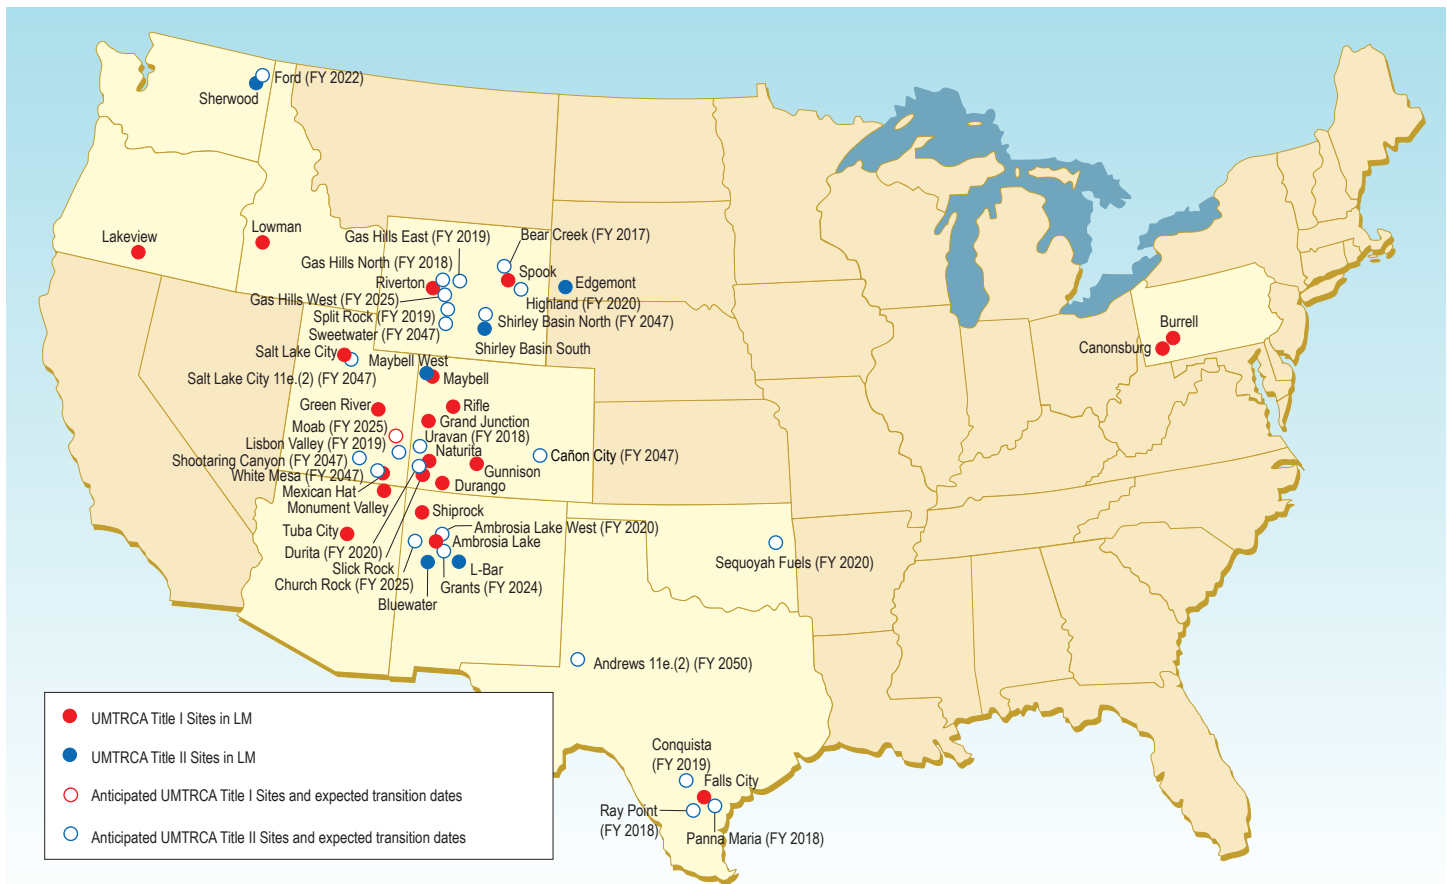 Ford (FY 2022)
Sherwood
Lakeview
Lowman
Gas Hills East (FY 2019)
Bear Creek (FY 2017)
Gas Hills North (FY 2018)
Spook
Riverton
Edgemont
Gas Hills West (FY 2025)
Highland (FY 2020)
Split Rock (FY 2019)
Shirley Basin North (FY 2047)
Sweetwater (FY 2047)
Shirley Basin South
Salt Lake City
Maybell West
Salt Lake City 11e.(2) (FY 2047)
Maybell
Green River
Rifle
Moab (FY 2025)
Grand Junction
Lisbon Valley (FY 2019)
Uravan (FY 2018)
Shootaring Canyon (FY 2047)
Naturita
Cañon City (FY 2047)
White Mesa (FY 2047)
Gunnison
Mexican Hat
Durango
Monument Valley
Shiprock
Tuba City
Ambrosia Lake West (FY 2020)
Durita (FY 2020)
Ambrosia Lake
Slick Rock
L-Bar
Church Rock (FY 2025)
Grants (FY 2024)
Bluewater
Sequoyah Fuels (FY 2020)
Burrell
Canonsburg
Andrews 11e.(2) (FY 2050)
Conquista
(FY 2019)
Falls City
Ray Point
(FY 2018)
Panna Maria (FY 2018)
UMTRCA Title I Sites in LM
UMTRCA Title II Sites in LM
Anticipated UMTRCA Title I Sites and expected transition dates
Anticipated UMTRCA Title II Sites and expected transition dates